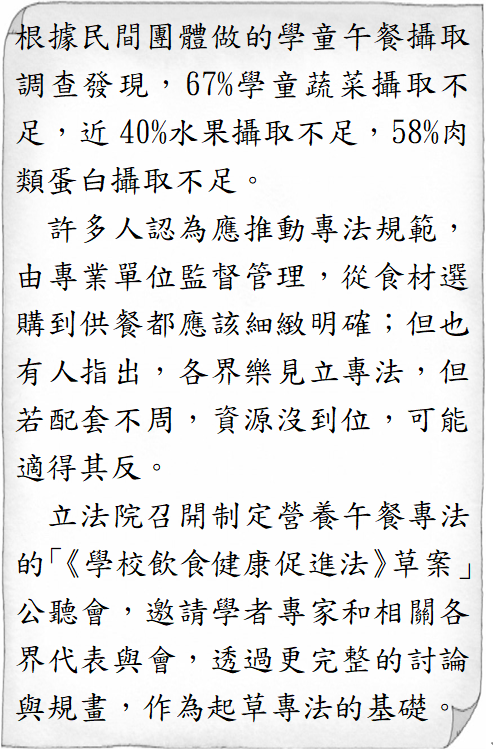 根據民間團體做的學童午餐攝取
調查發現，67%學童蔬菜攝取不
足，近 40%水果攝取不足，58%肉
類蛋白攝取不足。
許多人認為應推動專法規範，
由專業單位監督管理，從食材選
購到供餐都應該細緻明確；但也
有人指出，各界樂見立專法，但
若配套不周，資源沒到位，可能
適得其反。
立法院召開制定營養午餐專法
的「《學校飲食健康促進法》草案」
公聽會，邀請學者專家和相關各
界代表與會，透過更完整的討論
與規畫，作為起草專法的基礎。